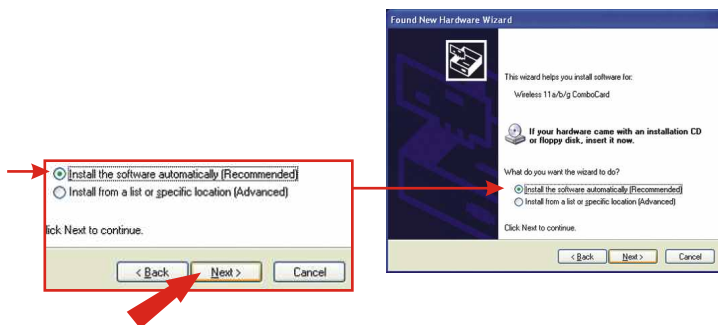 Install the software automatically (Recommended)
Install from a list or specific location (Advanced)
lick Next to continue.
< Back
Next >
Cancel
Found New Hardware Wizard
This wizard helps you install software for:
Wireless 11a/b/g ComboCard
If your hardware came with an installation CD
or floppy disk, insert it now.
What do you want the wizard to do?
Install the software automatically (Recommended)
Install from a list or specific location (Advanced)
Click Next to continue.
< Back
Next >
Cancel